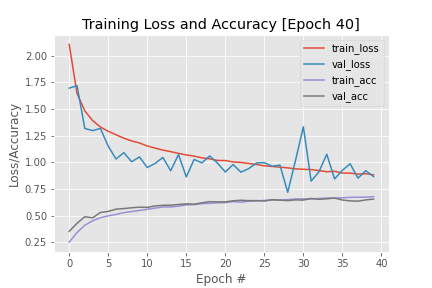 Training Loss and Accuracy [Epoch 40]
train_loss
val_loss
train_acc
val_acc
2.00
1.75
1.50
1.25
1.00
0.75
0.50
0.25
Loss/Accuracy
0 5 10 15 20 25 30 35 40
Epoch #